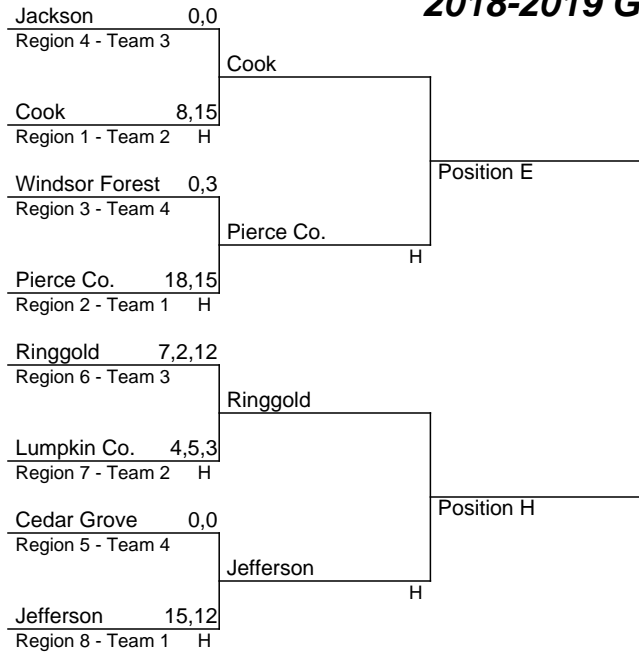 2018-2019 G
Jackson 0,0
Region 4 - Team 3
Cook
Cook 8,15
Region 1 - Team 2 H
Position E
Windsor Forest 0,3
Region 3 - Team 4
Pierce Co.
H
Pierce Co. 18,15
Region 2 - Team 1 H
Ringgold 7,2,12
Region 6 - Team 3
Ringgold
Lumpkin Co. 4,5,3
Region 7 - Team 2 H
Position H
Cedar Grove 0,0
Region 5 - Team 4
Jefferson
H
Jefferson 15,12
Region 8 - Team 1 H